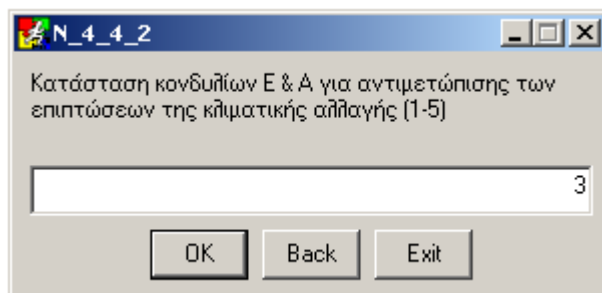 N_4_4_2
Κατάσταση κονδυλίων Ε & Α για αντιμετώπισης των
επιπτώσεων της κλιματικής αλλαγής (1-5)
3
OK Back Exit